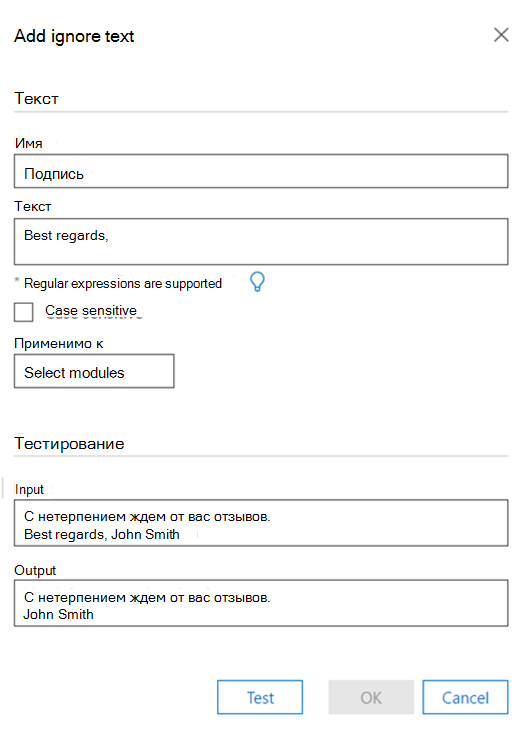 Add ignore text
Текст
Имя
Подпись
Текст
Best regards,
* Regular expressions are supported
Case sensitive
Применимо к
Select modules
Тестирование
Input
С нетерпением ждем от вас отзывов.
Best regards, John Smith
Output
С нетерпением ждем от вас отзывов.
John Smith
Test
OK
Cancel